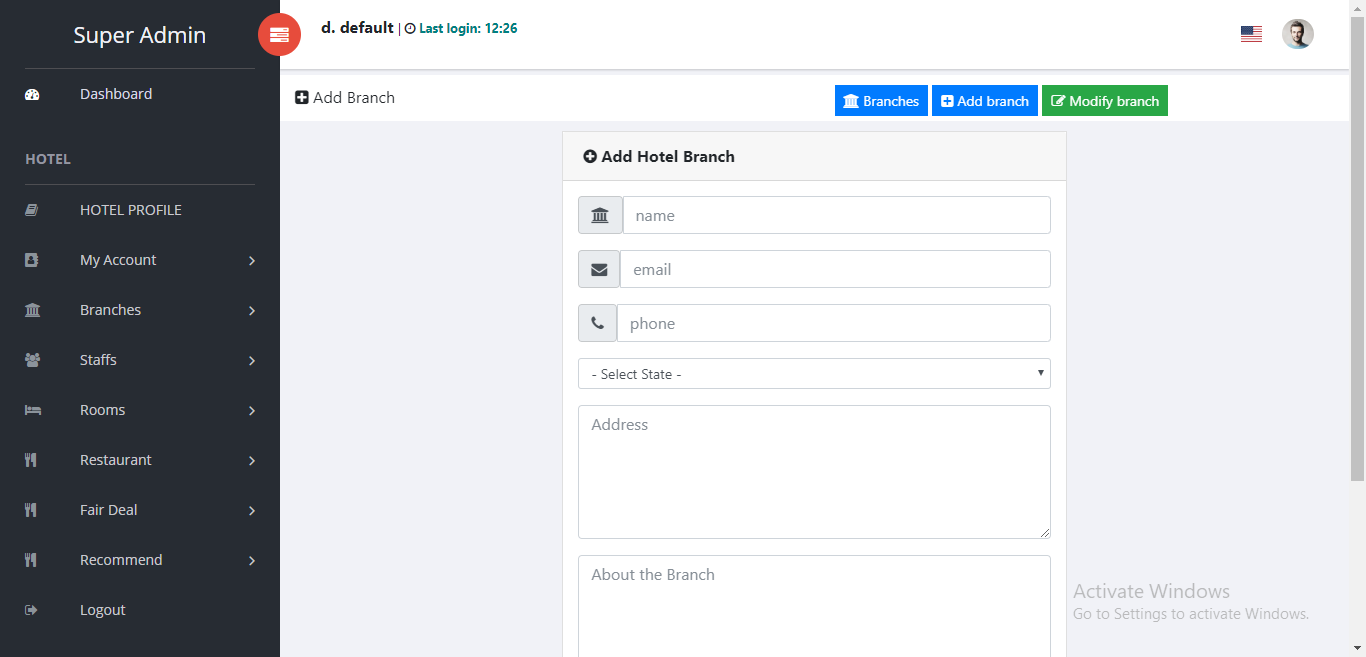 Super Admin
d. default | Last login: 12:26
Dashboard
HOTEL
HOTEL PROFILE
My Account
Branches
Staffs
Rooms
Restaurant
Fair Deal
Recommend
Logout
Add Branch
Branches
Add branch
Modify branch
Add Hotel Branch
name
email
phone
- Select State -
Address
About the Branch
Activate Windows
Go to Settings to activate Windows.